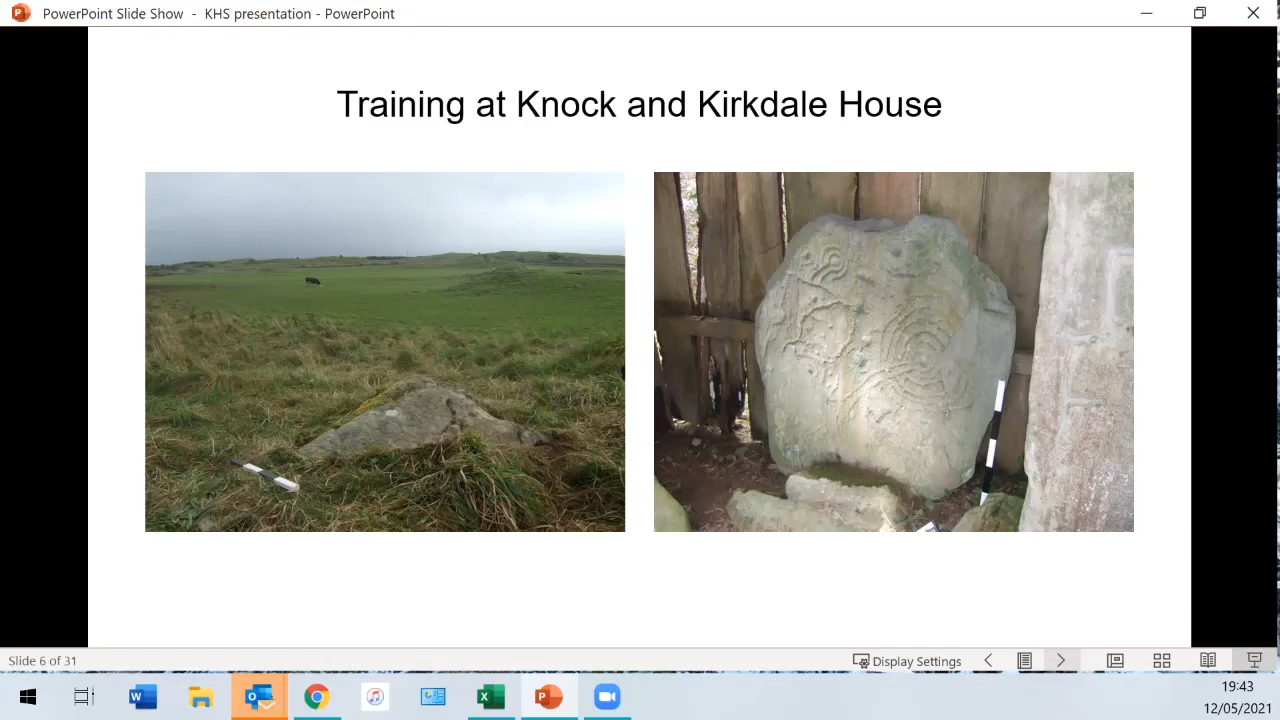 PowerPoint Slide Show - KHS presentation - PowerPoint
Training at Knock and Kirkdale House
Slide 6 of 31
Display Settings
19:43
12/05/2021